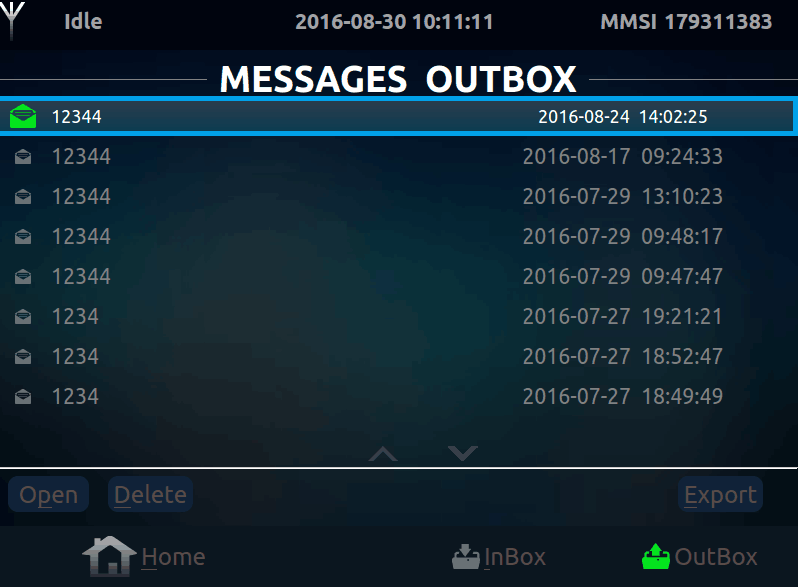 Idle 2016-08-30 10:11:11 MMSI 179311383
MESSAGES OUTBOX
12344 2016-08-24 14:02:25
12344 2016-08-17 09:24:33
12344 2016-07-29 13:10:23
12344 2016-07-29 09:48:17
12344 2016-07-29 09:47:47
1234 2016-07-27 19:21:21
1234 2016-07-27 18:52:47
1234 2016-07-27 18:49:49
Open Delete Export
Home InBox OutBox